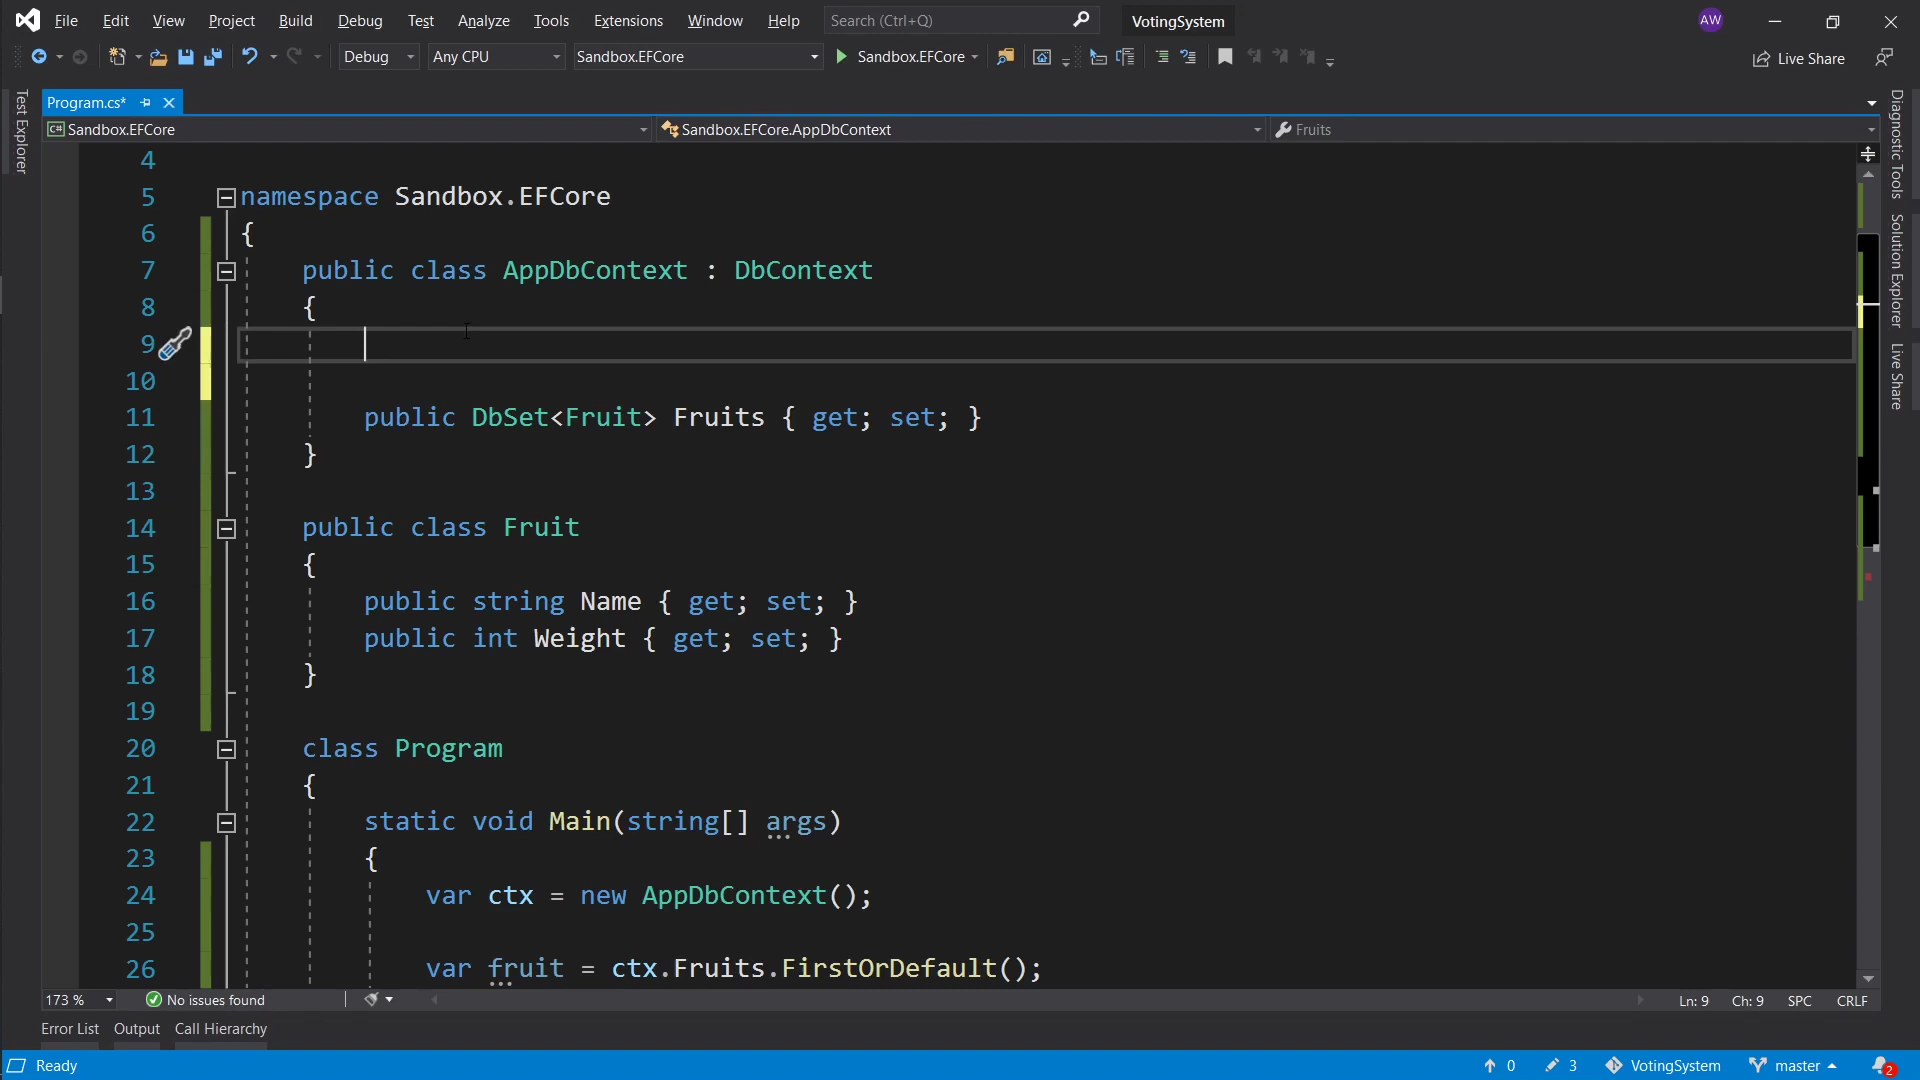 File Edit View Project Build Debug Test Analyze Tools Extensions Window Help Search (Ctrl+Q) VotingSystem AW
Debug Any CPU Sandbox.EFCore Sandbox.EFCore Live Share
Program.cs*
Sandbox.EFCore Sandbox.EFCore.AppDbContext Fruits
Test Explorer
Diagnostic Tools
Solution Explorer
Live Share
4
5 namespace Sandbox.EFCore
6 {
7 public class AppDbContext : DbContext
8 {
9
10
11 public DbSet<Fruit> Fruits { get; set; }
12 }
13
14 public class Fruit
15 {
16 public string Name { get; set; }
17 public int Weight { get; set; }
18 }
19
20 class Program
21 {
22 static void Main(string[] args)
23 {
24 var ctx = new AppDbContext();
25
26 var fruit = ctx.Fruits.FirstOrDefault();
173 % No issues found Ln: 9 Ch: 9 SPC CRLF
Error List Output Call Hierarchy
Ready 0 3 VotingSystem master 2